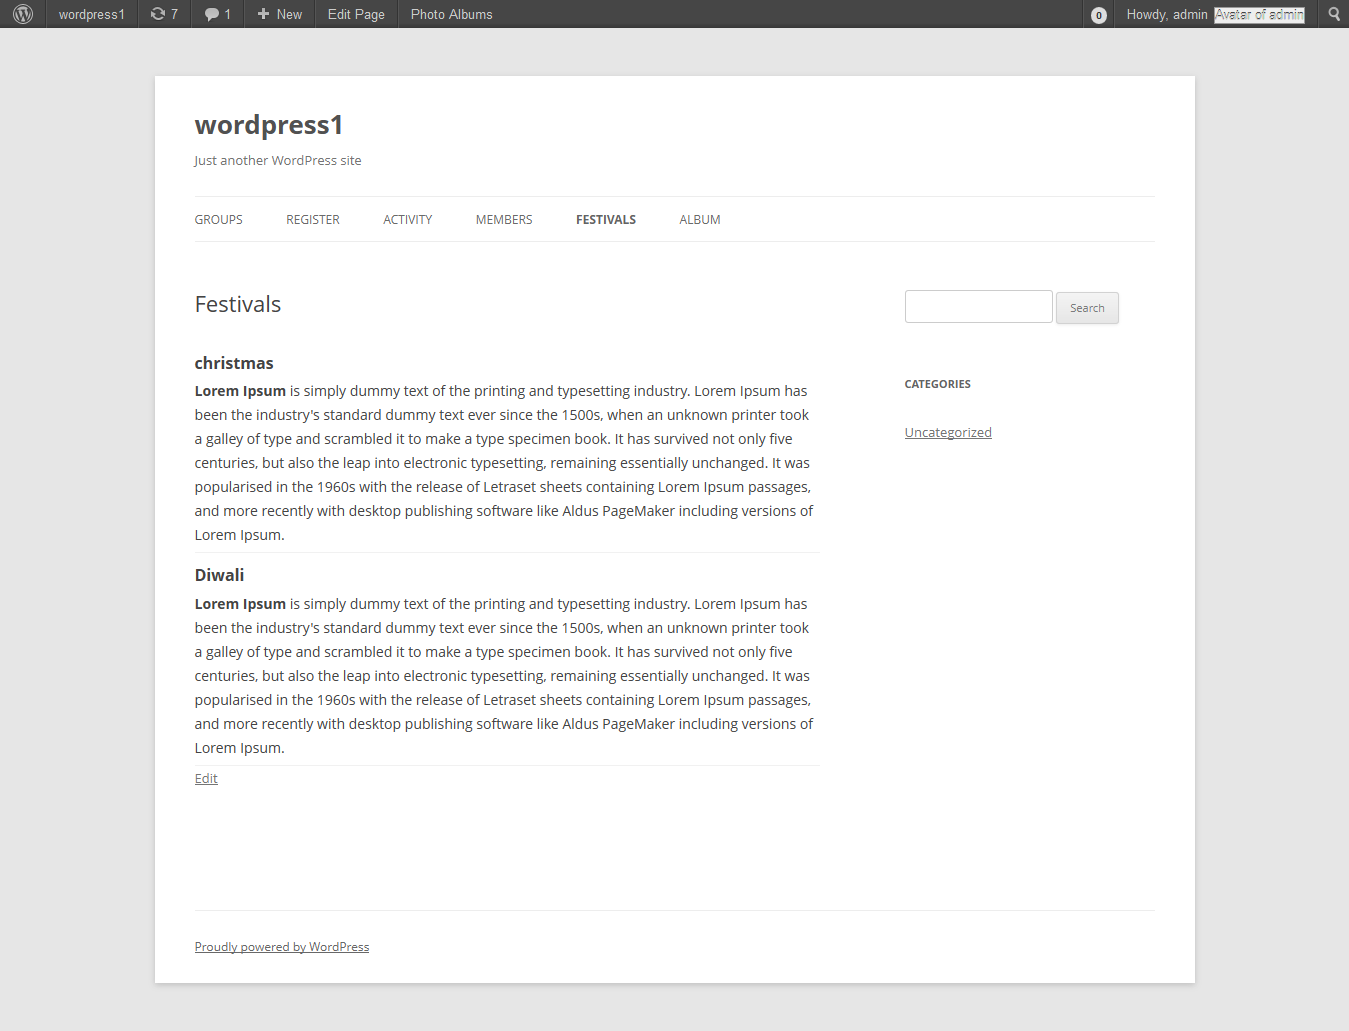 wordpress1 7 1 New Edit Page Photo Albums 0 Howdy, admin Avatar of admin
wordpress1
Just another WordPress site
GROUPS REGISTER ACTIVITY MEMBERS FESTIVALS ALBUM
Festivals
Search
christmas
Lorem Ipsum is simply dummy text of the printing and typesetting industry. Lorem Ipsum has
been the industry's standard dummy text ever since the 1500s, when an unknown printer took
a galley of type and scrambled it to make a type specimen book. It has survived not only five
centuries, but also the leap into electronic typesetting, remaining essentially unchanged. It was
popularised in the 1960s with the release of Letraset sheets containing Lorem Ipsum passages,
and more recently with desktop publishing software like Aldus PageMaker including versions of
Lorem Ipsum.
Diwali
Lorem Ipsum is simply dummy text of the printing and typesetting industry. Lorem Ipsum has
been the industry's standard dummy text ever since the 1500s, when an unknown printer took
a galley of type and scrambled it to make a type specimen book. It has survived not only five
centuries, but also the leap into electronic typesetting, remaining essentially unchanged. It was
popularised in the 1960s with the release of Letraset sheets containing Lorem Ipsum passages,
and more recently with desktop publishing software like Aldus PageMaker including versions of
Lorem Ipsum.
Edit
CATEGORIES
Uncategorized
Proudly powered by WordPress